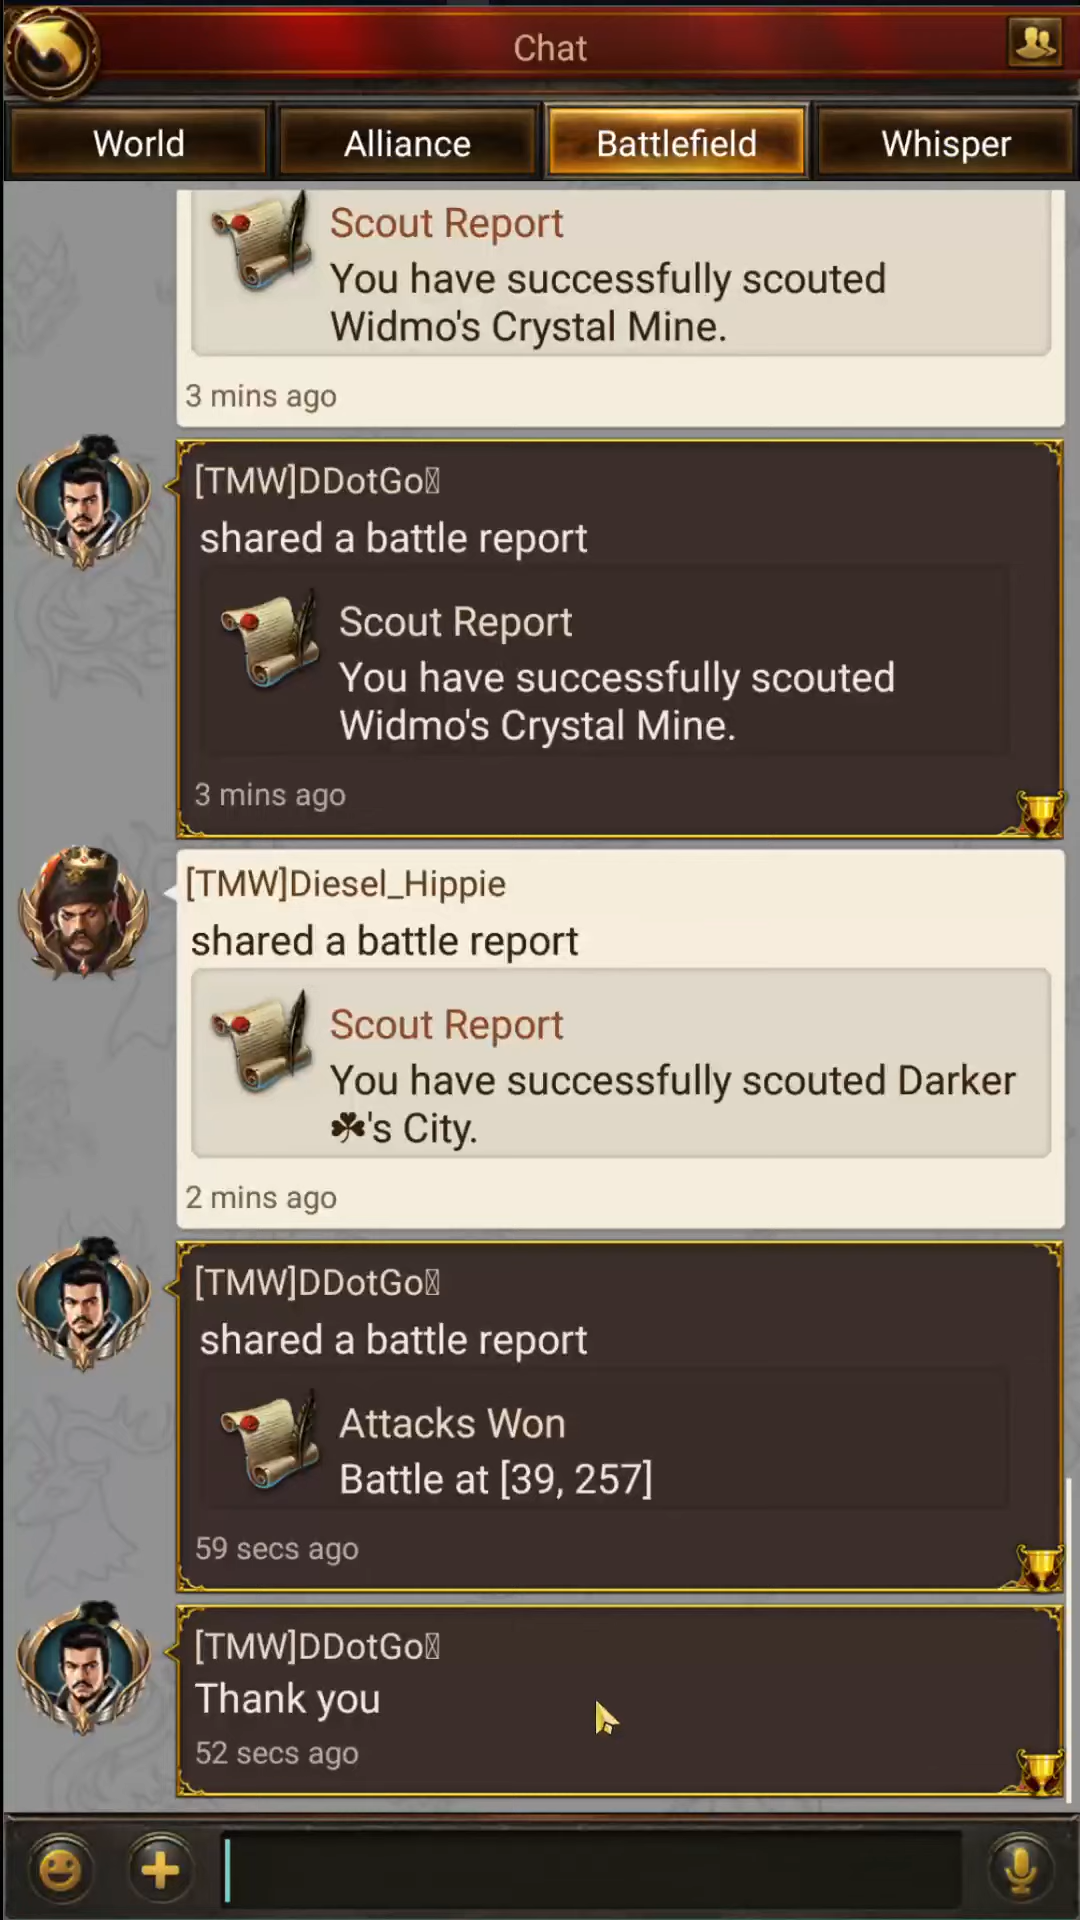 Chat
World
Alliance
Battlefield
Whisper
Scout Report
You have successfully scouted
Widmo's Crystal Mine.
3 mins ago
[TMW]DDotGo
shared a battle report
Scout Report
You have successfully scouted
Widmo's Crystal Mine.
3 mins ago
[TMW]Diesel_Hippie
shared a battle report
Scout Report
You have successfully scouted Darker
☘'s City.
2 mins ago
[TMW]DDotGo
shared a battle report
Attacks Won
Battle at [39, 257]
59 secs ago
[TMW]DDotGo
Thank you
52 secs ago